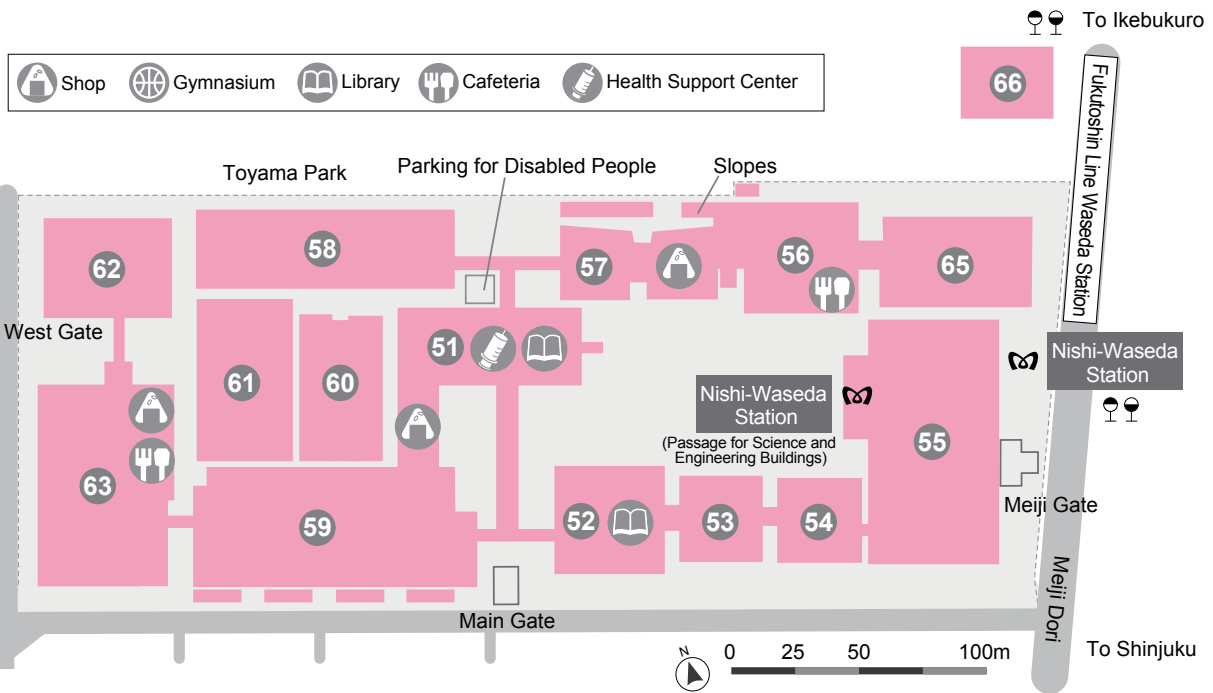 To Ikebukuro
Shop
Gymnasium
Library
Cafeteria
Health Support Center
66
Fukutoshin Line Waseda Station
Toyama Park
Parking for Disabled People
Slopes
62
58
57
56
65
West Gate
51
61
60
Nishi-Waseda
Station
Nishi-Waseda
Station
(Passage for Science and
Engineering Buildings)
55
63
59
52
53
54
Meiji Gate
Main Gate
Meiji Dori
N
0
25
50
100m
To Shinjuku